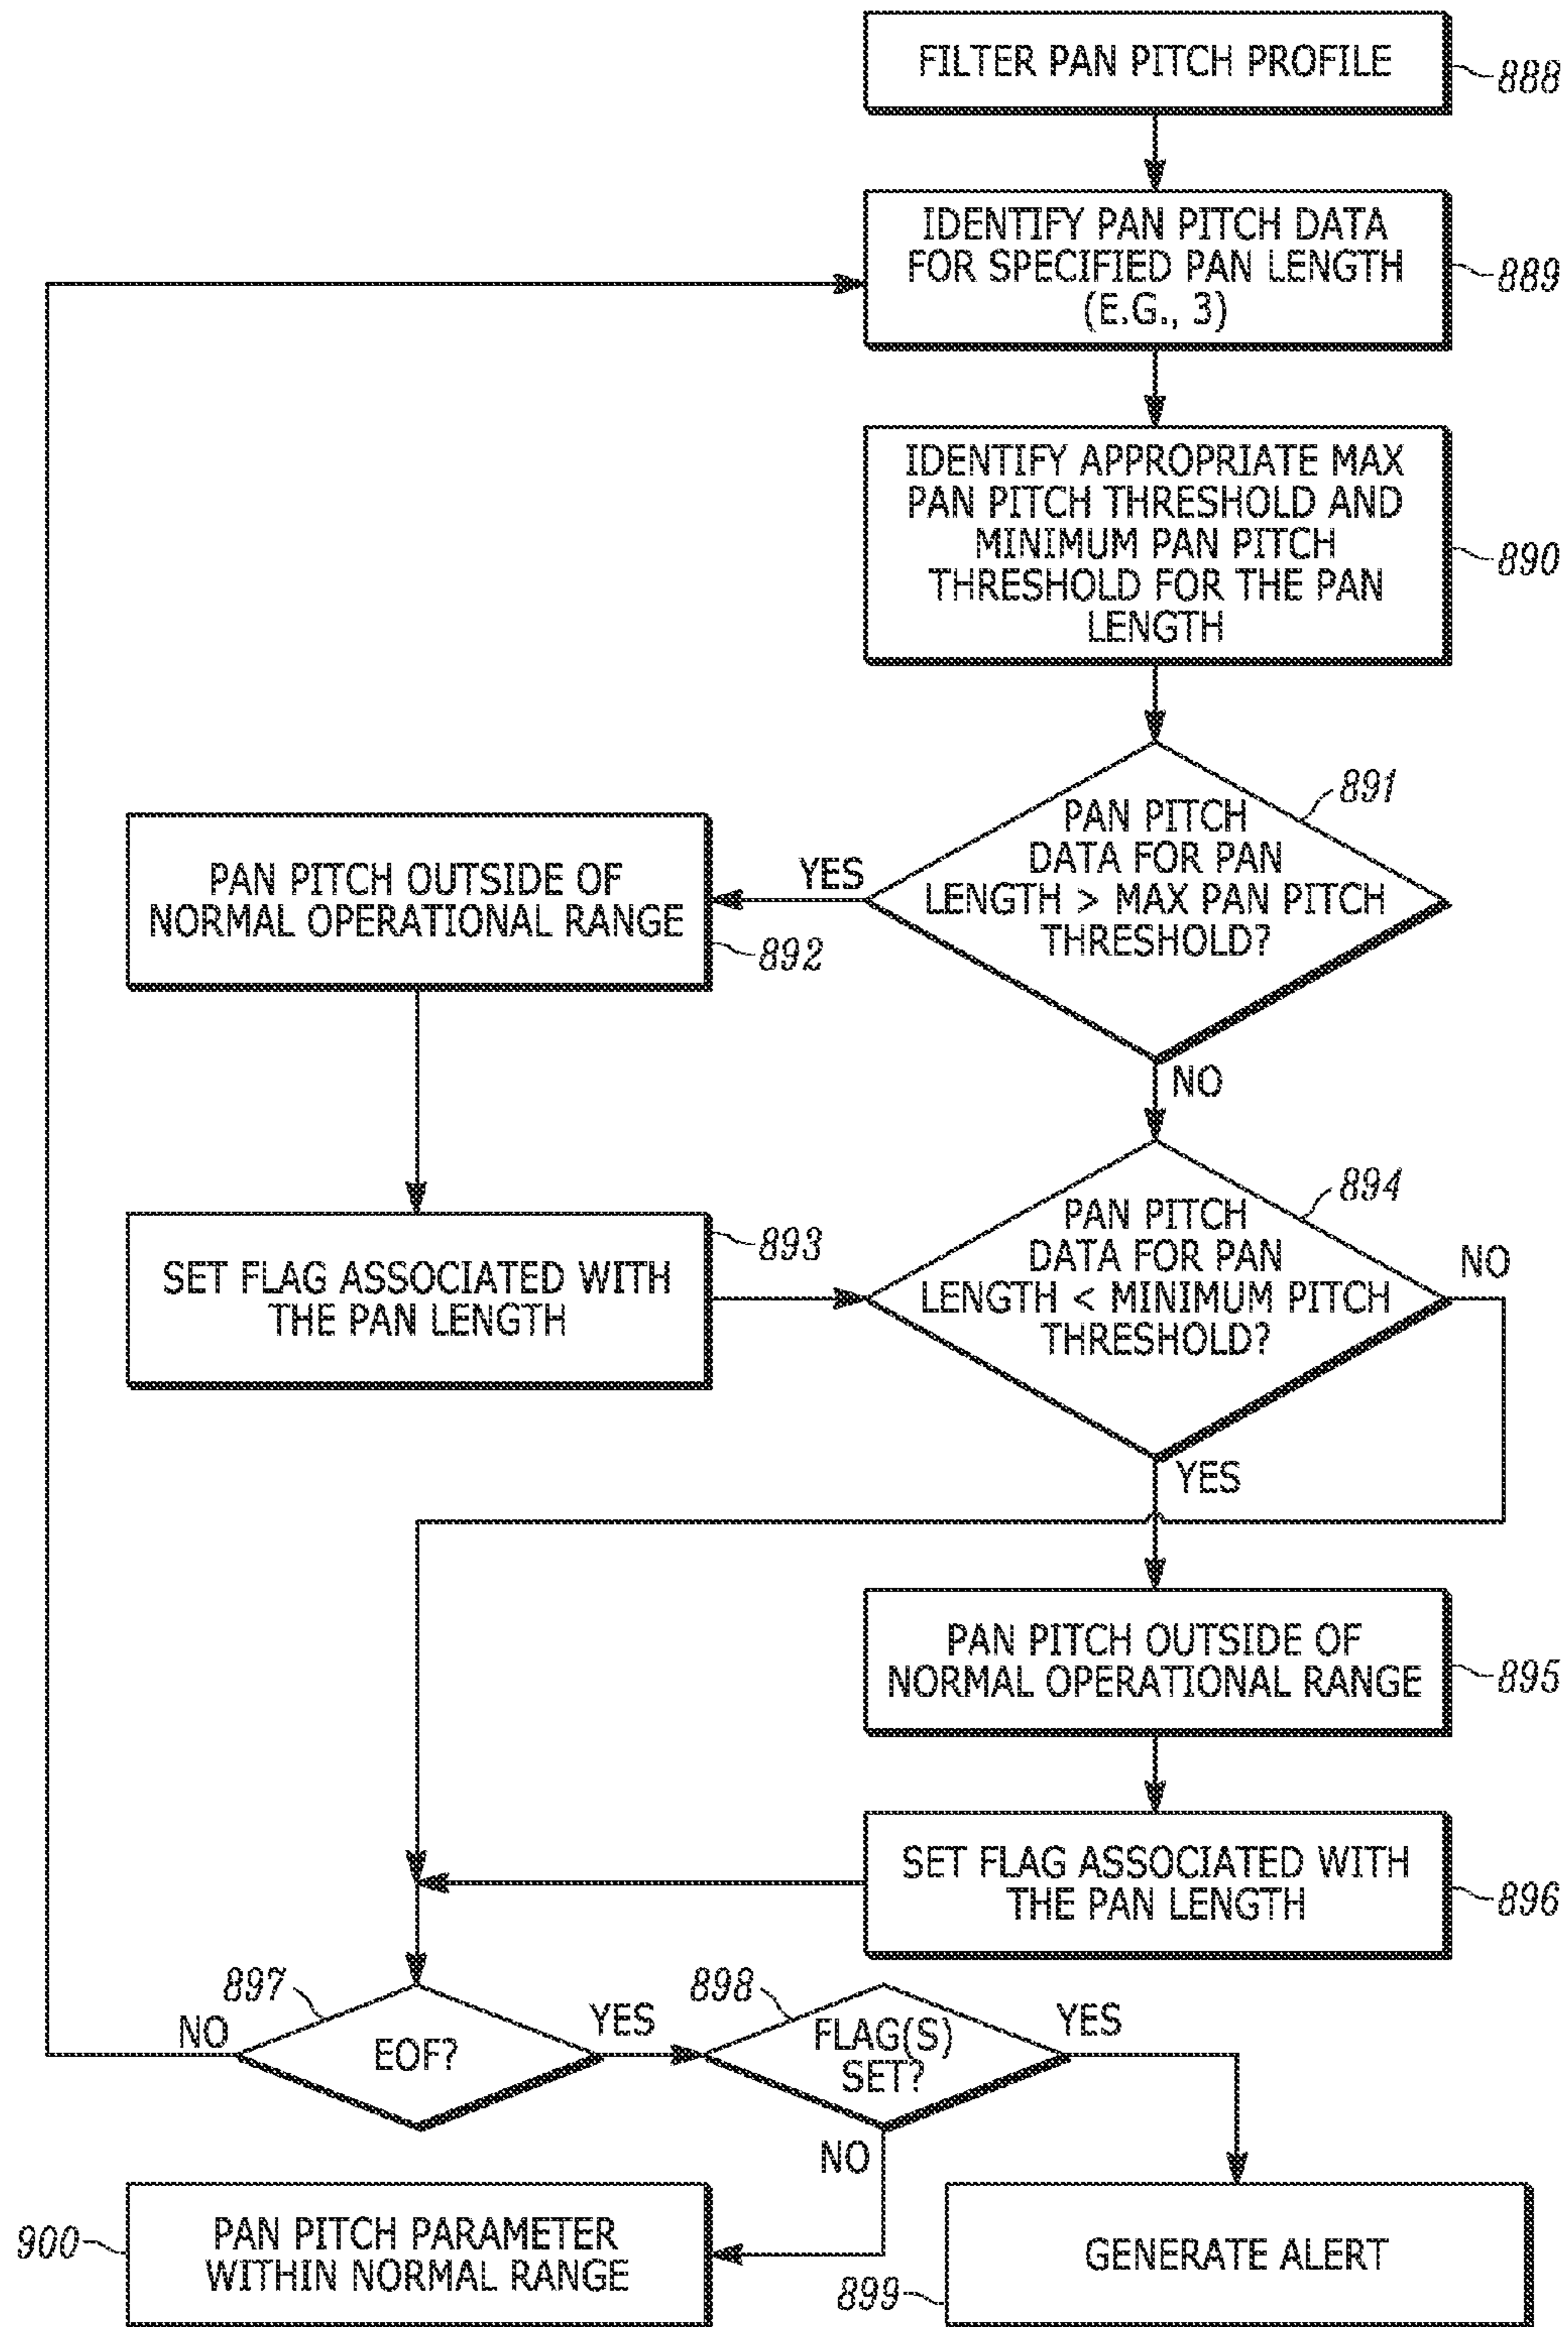 FILTER PAN PITCH PROFILE
888
IDENTIFY PAN PITCH DATA
FOR SPECIFIED PAN LENGTH
(E.G., 3)
889
IDENTIFY APPROPRIATE MAX
PAN PITCH THRESHOLD AND
MINIMUM PAN PITCH
THRESHOLD FOR THE PAN
LENGTH
890
891
PAN PITCH
DATA FOR PAN
LENGTH > MAX PAN PITCH
THRESHOLD?
YES
PAN PITCH OUTSIDE OF
NORMAL OPERATIONAL RANGE
892
NO
893
SET FLAG ASSOCIATED WITH
THE PAN LENGTH
894
PAN PITCH
DATA FOR PAN
LENGTH < MINIMUM PITCH
THRESHOLD?
NO
YES
PAN PITCH OUTSIDE OF
NORMAL OPERATIONAL RANGE
895
SET FLAG ASSOCIATED WITH
THE PAN LENGTH
896
897
NO
EOF?
YES
898
FLAG(S)
SET?
YES
NO
900
PAN PITCH PARAMETER
WITHIN NORMAL RANGE
899
GENERATE ALERT